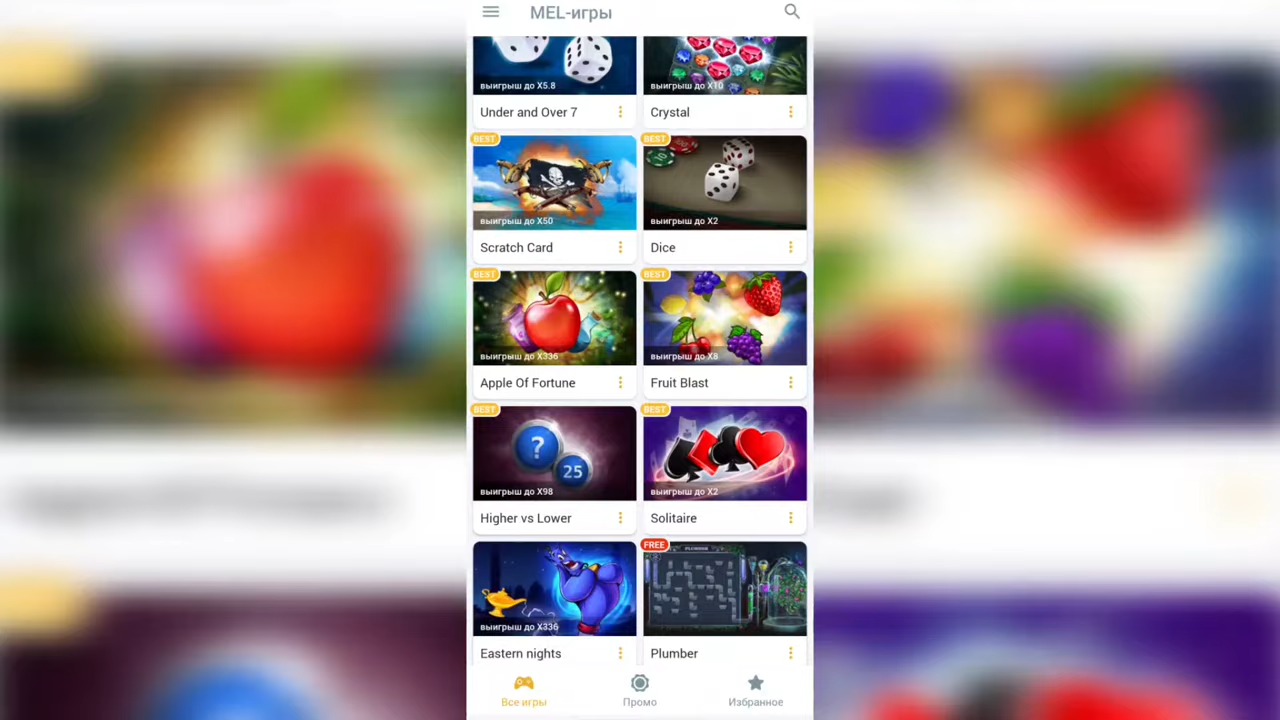 MEL-игры
выигрыш до X5.8
выигрыш до X10
Under and Over 7
Crystal
BEST
BEST
выигрыш до X50
выигрыш до X2
Scratch Card
Dice
BEST
BEST
выигрыш до X336
выигрыш до X8
Apple Of Fortune
Fruit Blast
BEST
BEST
?
25
выигрыш до X98
выигрыш до X2
Higher vs Lower
Solitaire
FREE
PLUMBER
выигрыш до X336
Eastern nights
Plumber
Все игры
Промо
Избранное